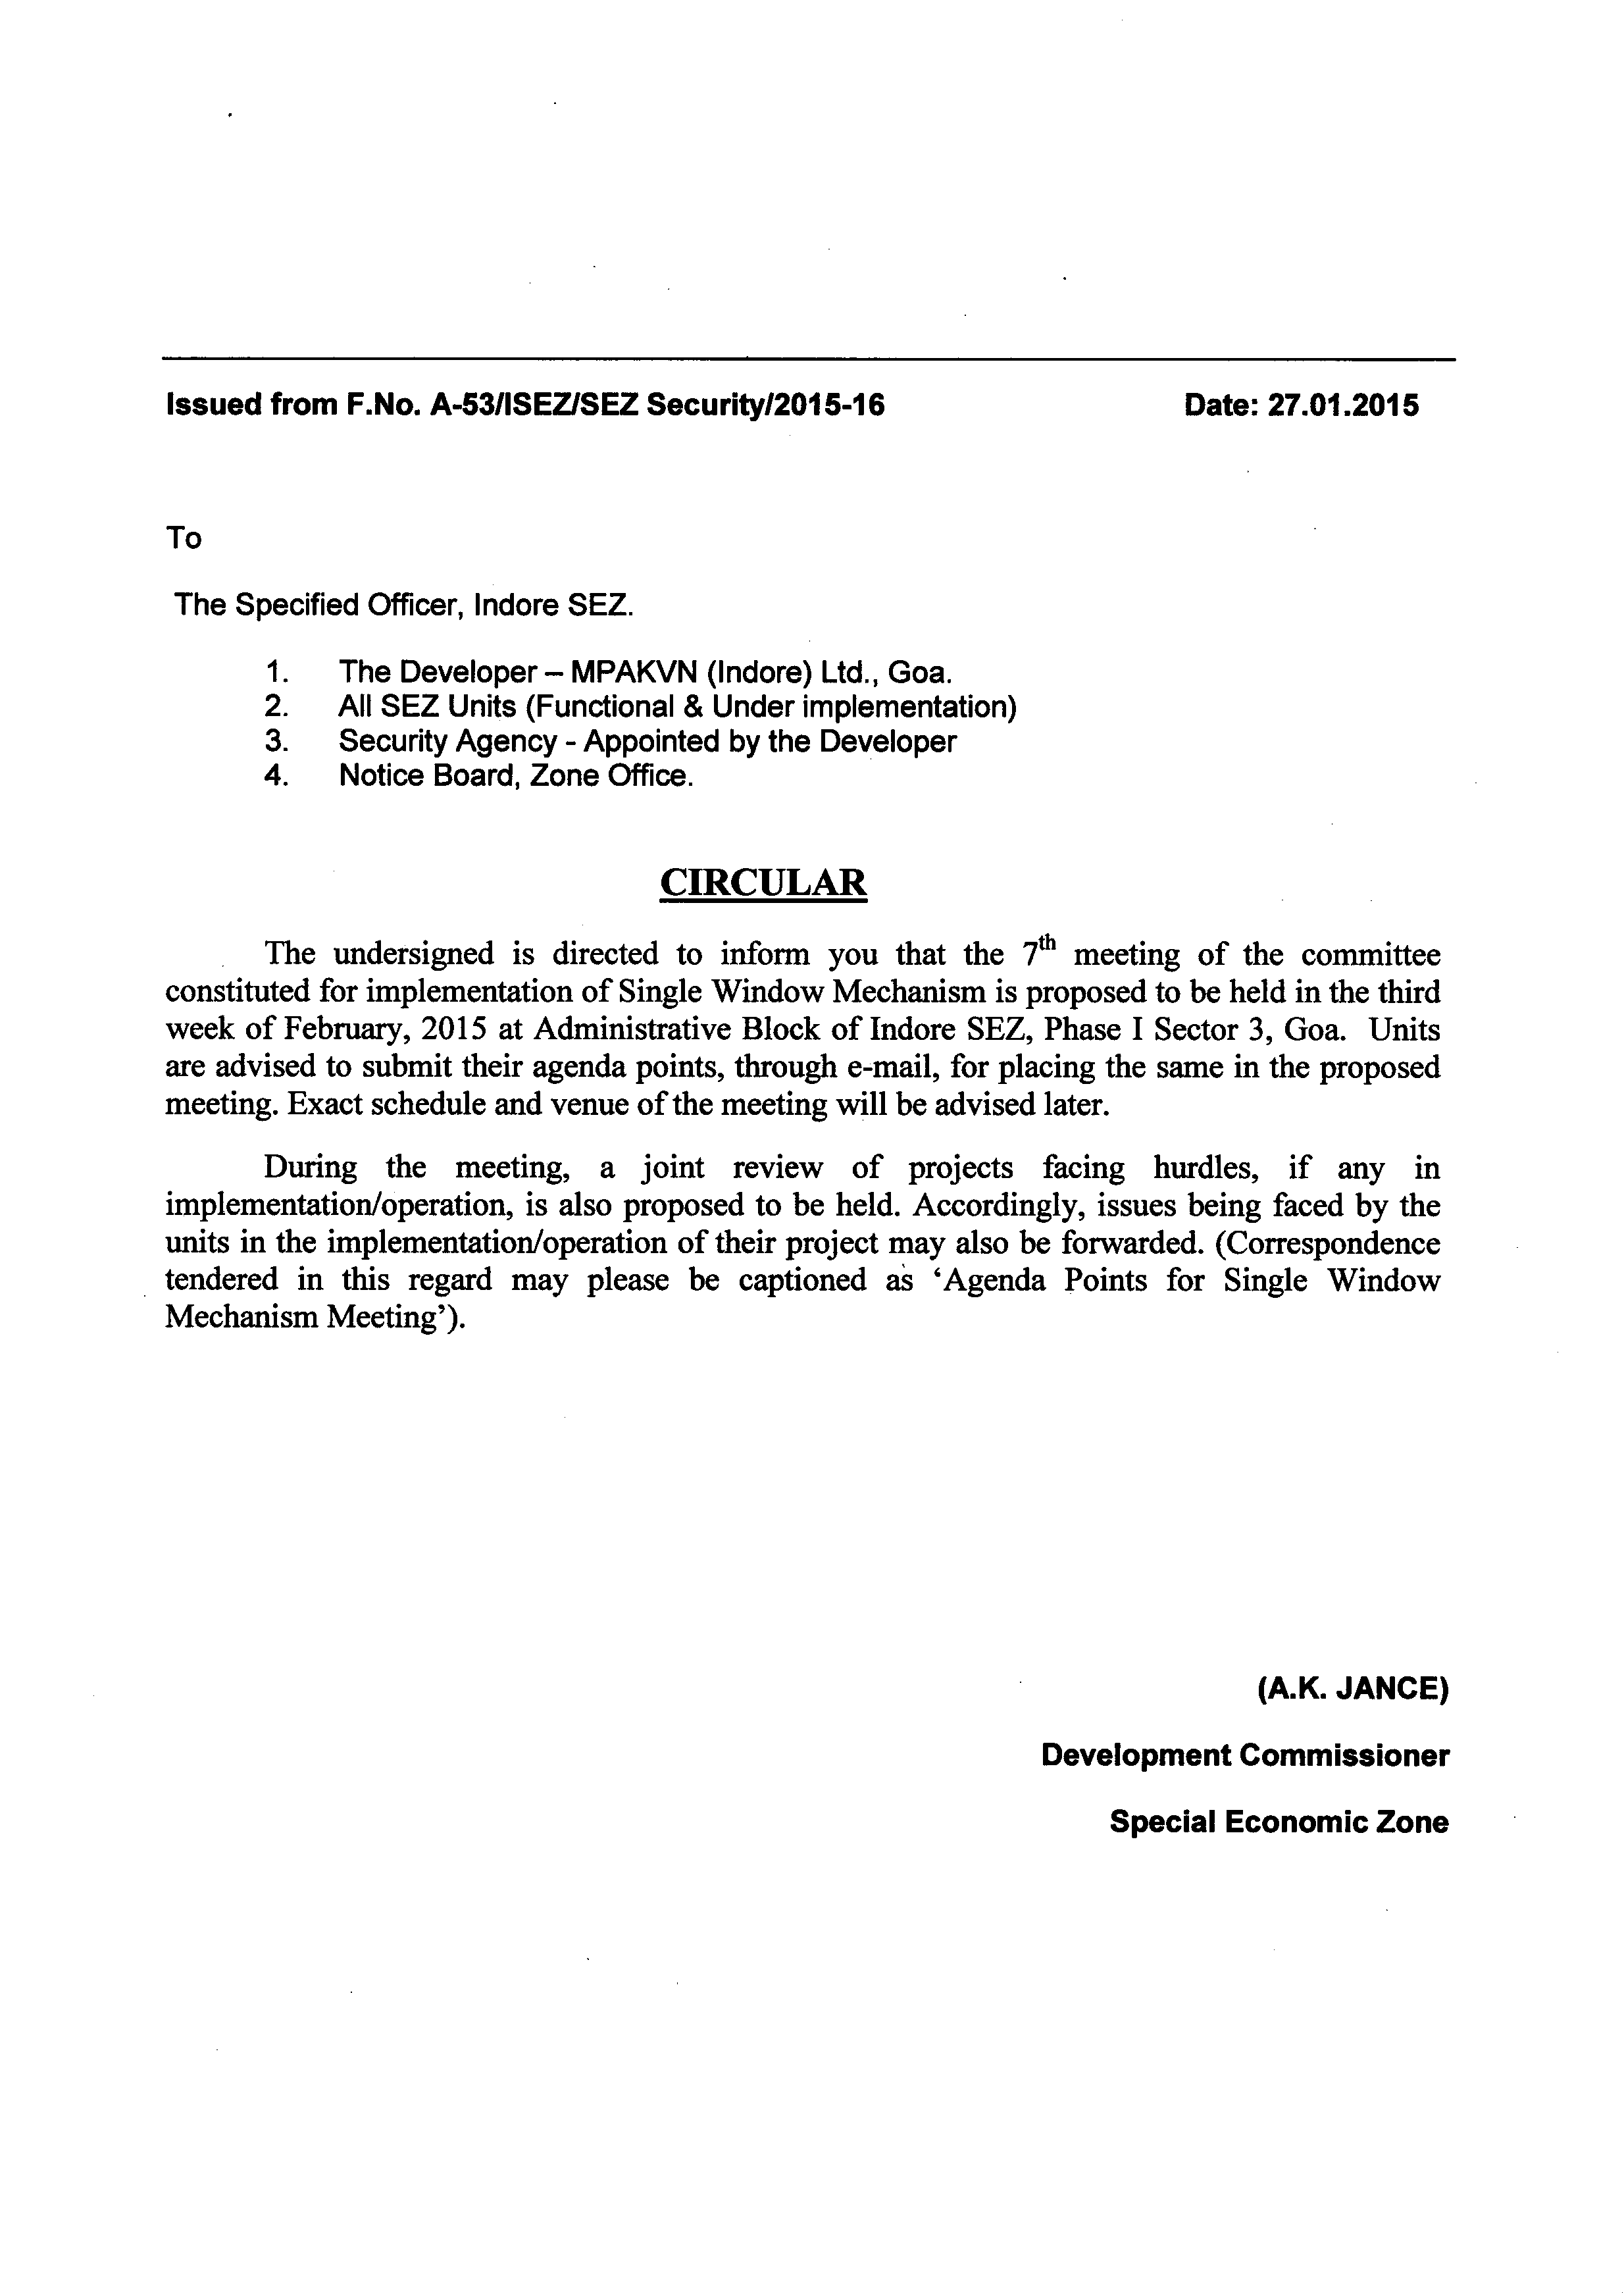 Issued from F.No. A-53/ISEZ/SEZ Security/2015-16 Date: 27.01.2015
To
The Specified Officer, Indore SEZ.
1. The Developer – MPAKVN (Indore) Ltd., Goa.
2. All SEZ Units (Functional & Under implementation)
3. Security Agency - Appointed by the Developer
4. Notice Board, Zone Office.
CIRCULAR
The undersigned is directed to inform you that the 7th meeting of the committee
constituted for implementation of Single Window Mechanism is proposed to be held in the third
week of February, 2015 at Administrative Block of Indore SEZ, Phase I Sector 3, Goa. Units
are advised to submit their agenda points, through e-mail, for placing the same in the proposed
meeting. Exact schedule and venue of the meeting will be advised later.
During the meeting, a joint review of projects facing hurdles, if any in
implementation/operation, is also proposed to be held. Accordingly, issues being faced by the
units in the implementation/operation of their project may also be forwarded. (Correspondence
tendered in this regard may please be captioned as ‘Agenda Points for Single Window
Mechanism Meeting’).
(A.K. JANCE)
Development Commissioner
Special Economic Zone